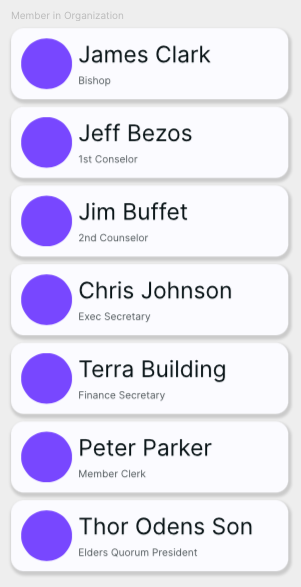 Member in Organization
James Clark
Bishop
Jeff Bezos
1st Conselor
Jim Buffet
2nd Counselor
Chris Johnson
Exec Secretary
Terra Building
Finance Secretary
Peter Parker
Member Clerk
Thor Odens Son
Elders Quorum President